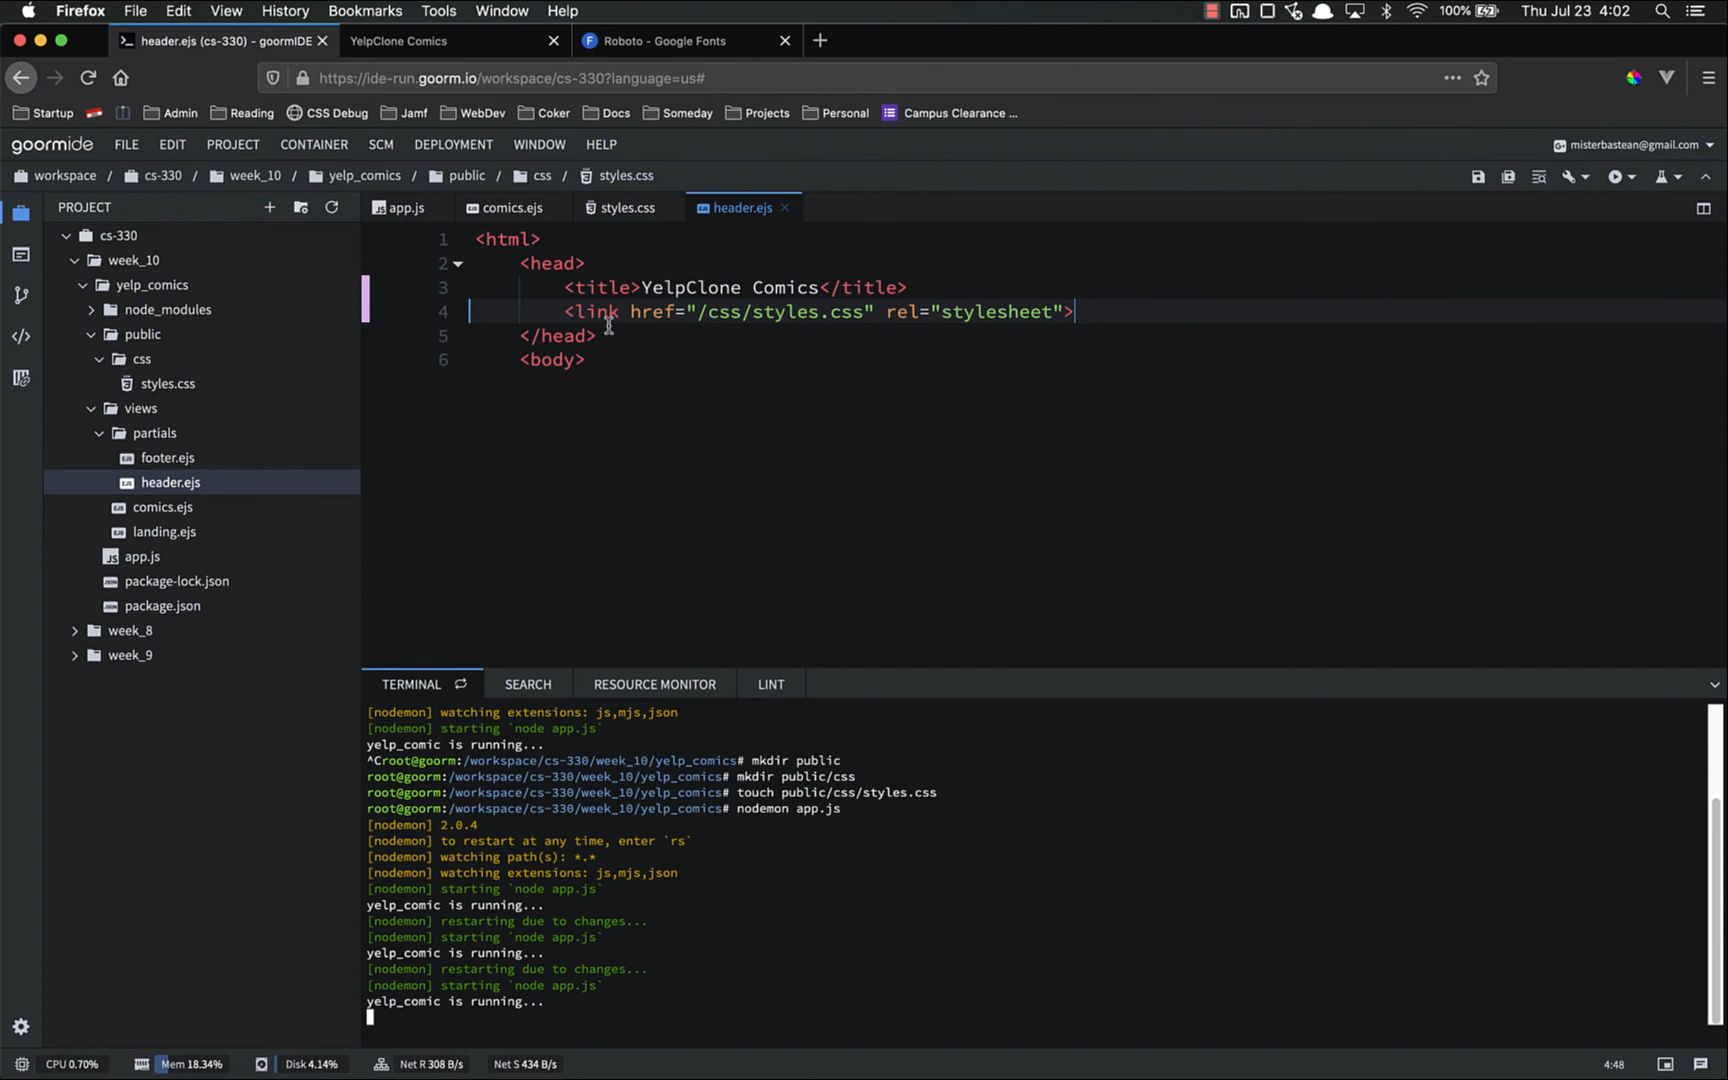 Firefox File Edit View History Bookmarks Tools Window Help 100% Thu Jul 23 4:02
header.ejs (cs-330) - goormIDE YelpClone Comics Roboto - Google Fonts
https://ide-run.goorm.io/workspace/cs-330?language=us#
Startup Admin Reading CSS Debug Jamf WebDev Coker Docs Someday Projects Personal Campus Clearance ...
goormide FILE EDIT PROJECT CONTAINER SCM DEPLOYMENT WINDOW HELP misterbastean@gmail.com
workspace / cs-330 / week_10 / yelp_comics / public / css / styles.css
PROJECT
app.js comics.ejs styles.css header.ejs
cs-330
week_10
yelp_comics
node_modules
public
css
styles.css
views
partials
footer.ejs
header.ejs
comics.ejs
landing.ejs
app.js
package-lock.json
package.json
week_8
week_9
1 <html>
2 <head>
3 <title>YelpClone Comics</title>
4 <link href="/css/styles.css" rel="stylesheet">
5 </head>
6 <body>
TERMINAL SEARCH RESOURCE MONITOR LINT
[nodemon] watching extensions: js,mjs,json
[nodemon] starting `node app.js`
yelp_comic is running...
^Croot@goorm:/workspace/cs-330/week_10/yelp_comics# mkdir public
root@goorm:/workspace/cs-330/week_10/yelp_comics# mkdir public/css
root@goorm:/workspace/cs-330/week_10/yelp_comics# touch public/css/styles.css
root@goorm:/workspace/cs-330/week_10/yelp_comics# nodemon app.js
[nodemon] 2.0.4
[nodemon] to restart at any time, enter `rs`
[nodemon] watching path(s): *.*
[nodemon] watching extensions: js,mjs,json
[nodemon] starting `node app.js`
yelp_comic is running...
[nodemon] restarting due to changes...
[nodemon] starting `node app.js`
yelp_comic is running...
[nodemon] restarting due to changes...
[nodemon] starting `node app.js`
yelp_comic is running...
CPU 0.70% Mem 18.34% Disk 4.14% Net R 308 B/s Net S 434 B/s 4:48